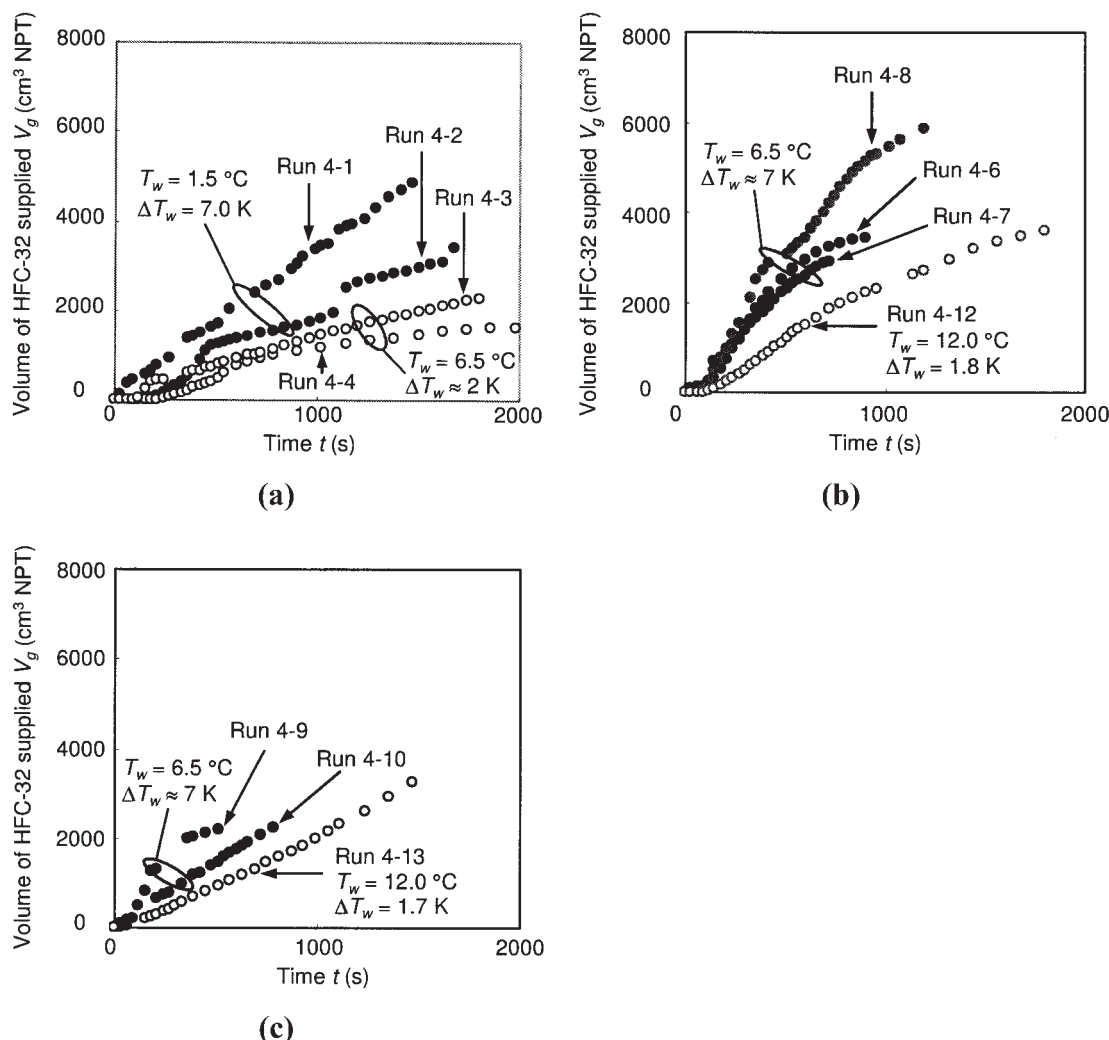 Volume of HFC-32 supplied V_g (cm³ NPT)
8000
6000
4000
2000
0
0
1000
2000
Time t (s)
T_w = 1.5 °C
ΔT_w = 7.0 K
Run 4-1
Run 4-2
Run 4-3
Run 4-4
T_w = 6.5 °C
ΔT_w ≈ 2 K
(a)
Volume of HFC-32 supplied V_g (cm³ NPT)
8000
6000
4000
2000
0
0
1000
2000
Time t (s)
Run 4-8
T_w = 6.5 °C
ΔT_w ≈ 7 K
Run 4-6
Run 4-7
Run 4-12
T_w = 12.0 °C
ΔT_w = 1.8 K
(b)
Volume of HFC-32 supplied V_g (cm³ NPT)
8000
6000
4000
2000
0
0
1000
2000
Time t (s)
Run 4-9
T_w = 6.5 °C
ΔT_w ≈ 7 K
Run 4-10
Run 4-13
T_w = 12.0 °C
ΔT_w = 1.7 K
(c)